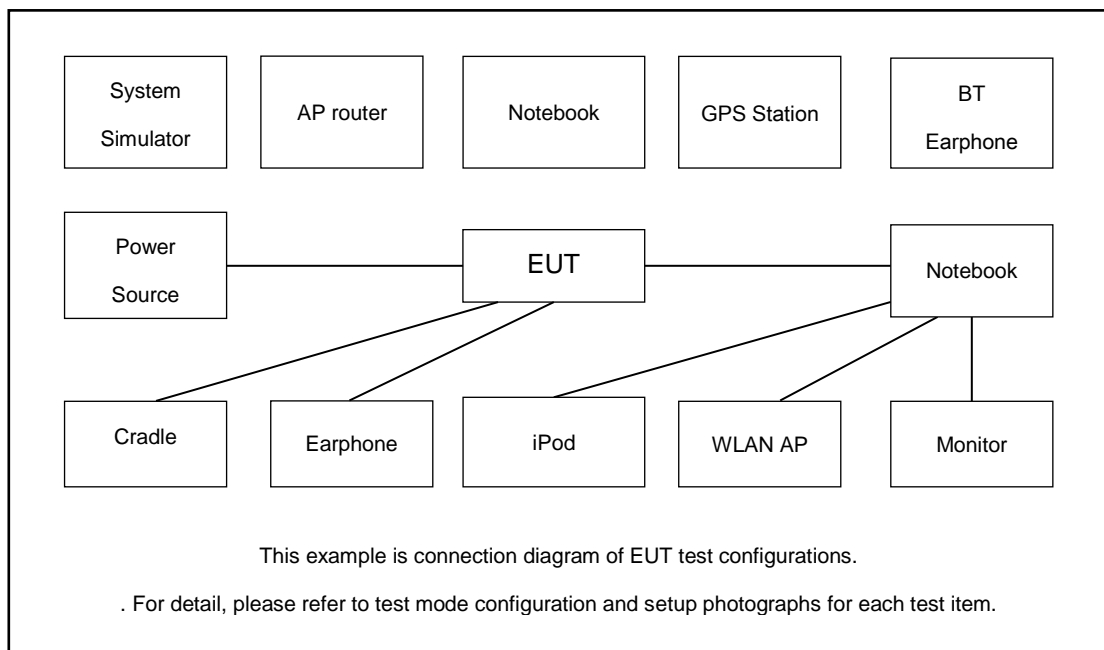 System
Simulator
AP router
Notebook
GPS Station
BT
Earphone
Power
Source
EUT
Notebook
Cradle
Earphone
iPod
WLAN AP
Monitor
This example is connection diagram of EUT test configurations.
. For detail, please refer to test mode configuration and setup photographs for each test item.